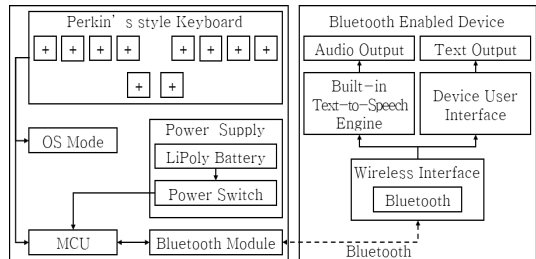 Perkin's style Keyboard
+ + + + + + + +
+ +
OS Mode
Power Supply
LiPoly Battery
Power Switch
MCU
Bluetooth Module
Bluetooth Enabled Device
Audio Output
Text Output
Built-in
Text-to-Speech
Engine
Device User
Interface
Wireless Interface
Bluetooth
Bluetooth